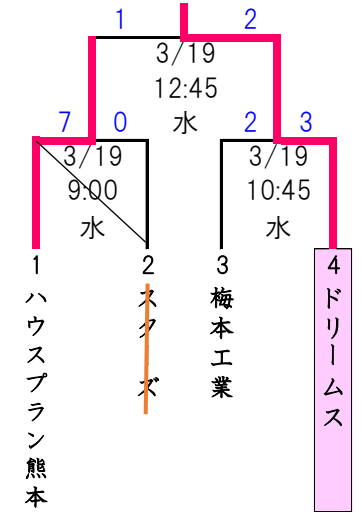 1 2
3/19
12:45
水
7 0 2 3
3/19 3/19
9:00 10:45
水 水
1 2 3 4
ハウスプラン熊本
スターズ
梅本工業
ドリームス